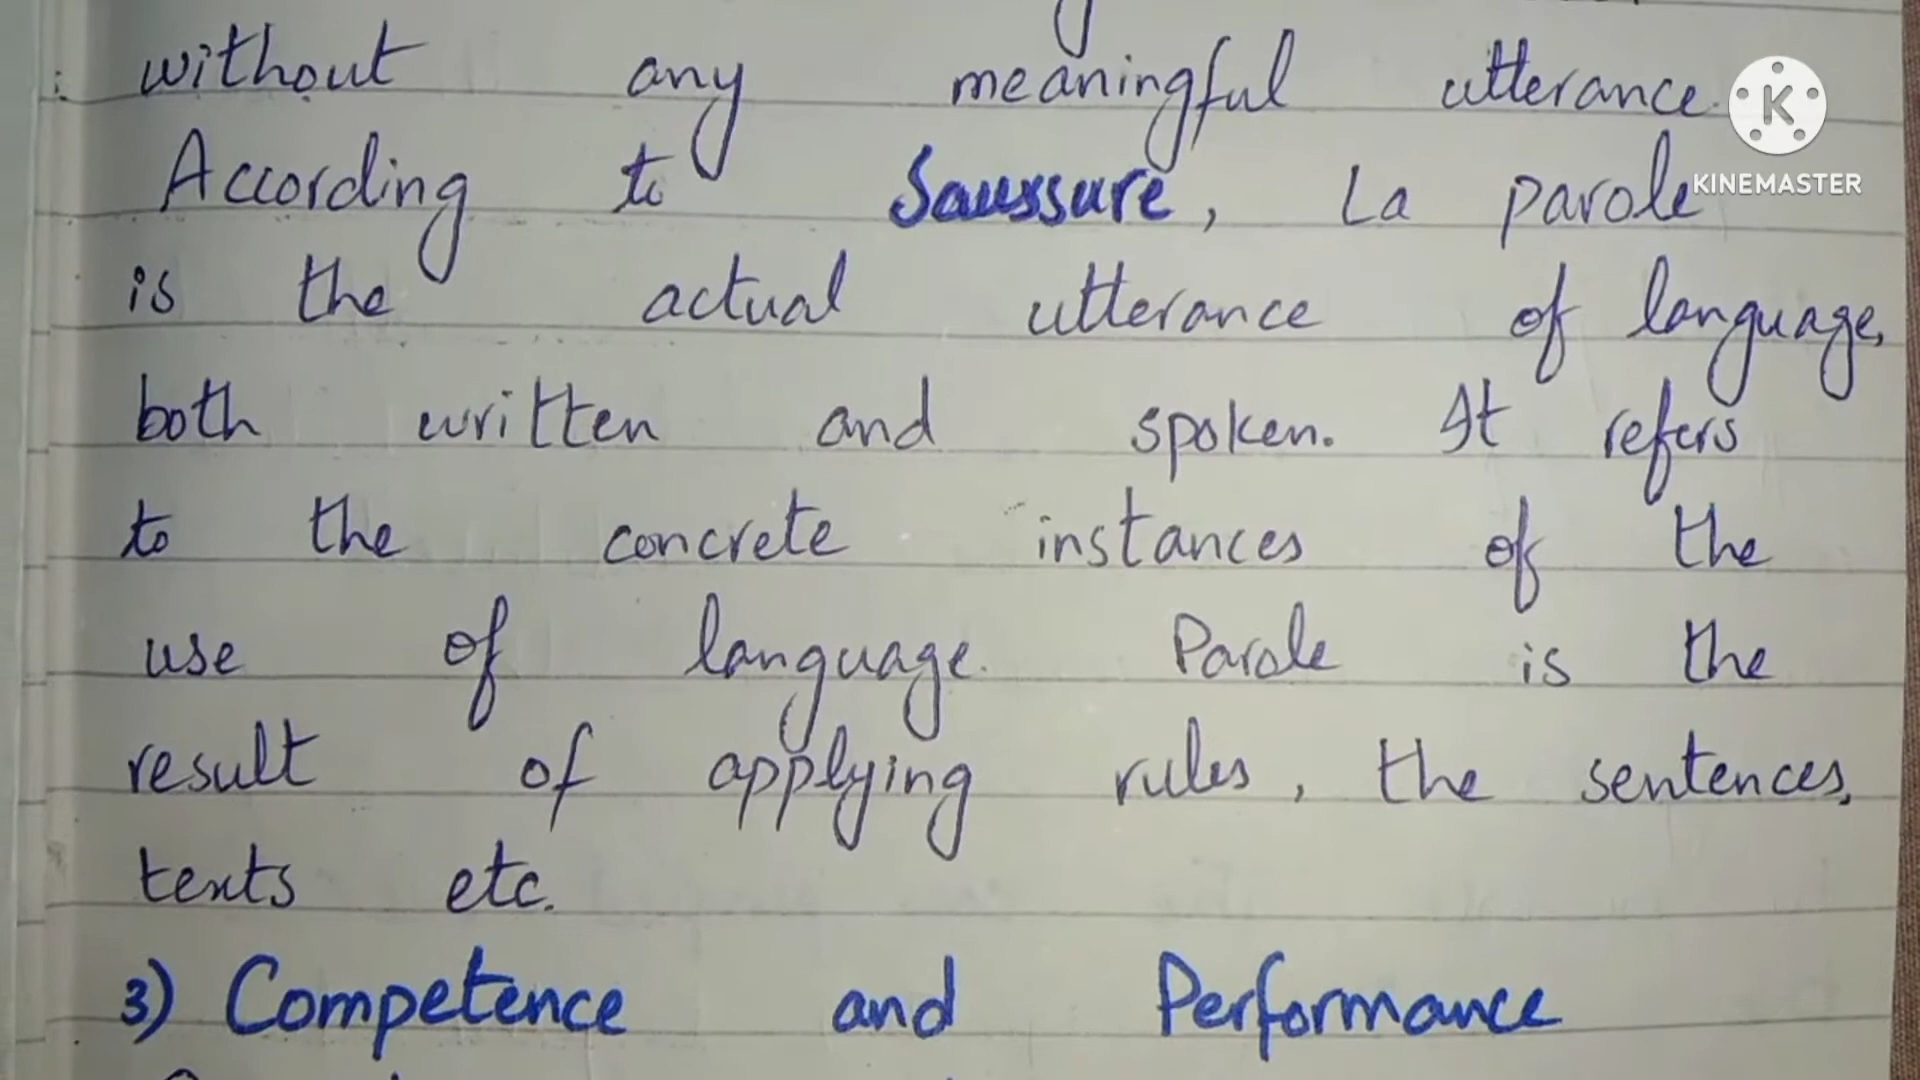 without any meaningful utterance.
According to Saussure, La parole
is the actual utterance of language,
both written and spoken. It refers
to the concrete instances of the
use of language. Parole is the
result of applying rules, the sentences,
texts etc.
3) Competence and Performance
K
KINEMASTER